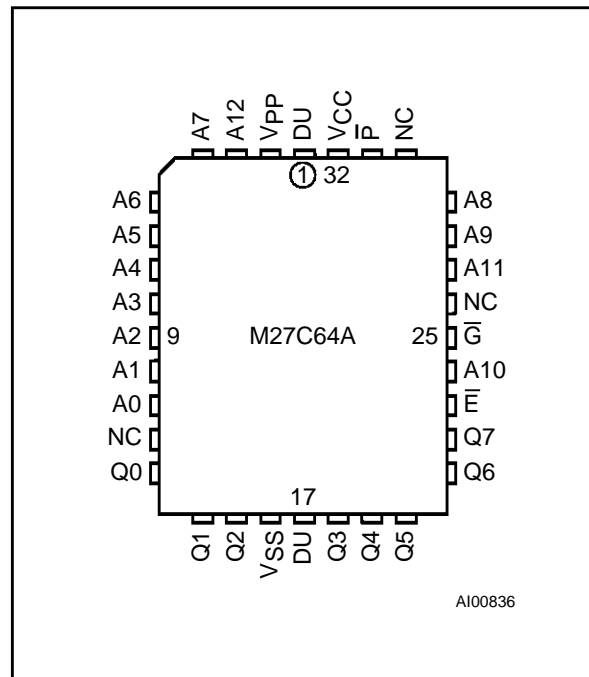 A7 A12 VPP DU VCC P̅ NC
1 32
A6 A8
A5 A9
A4 A11
A3 NC
A2 9 M27C64A 25 G̅
A1 A10
A0 E̅
NC Q7
Q0 Q6
17
Q1 Q2 VSS DU Q3 Q4 Q5
AI00836